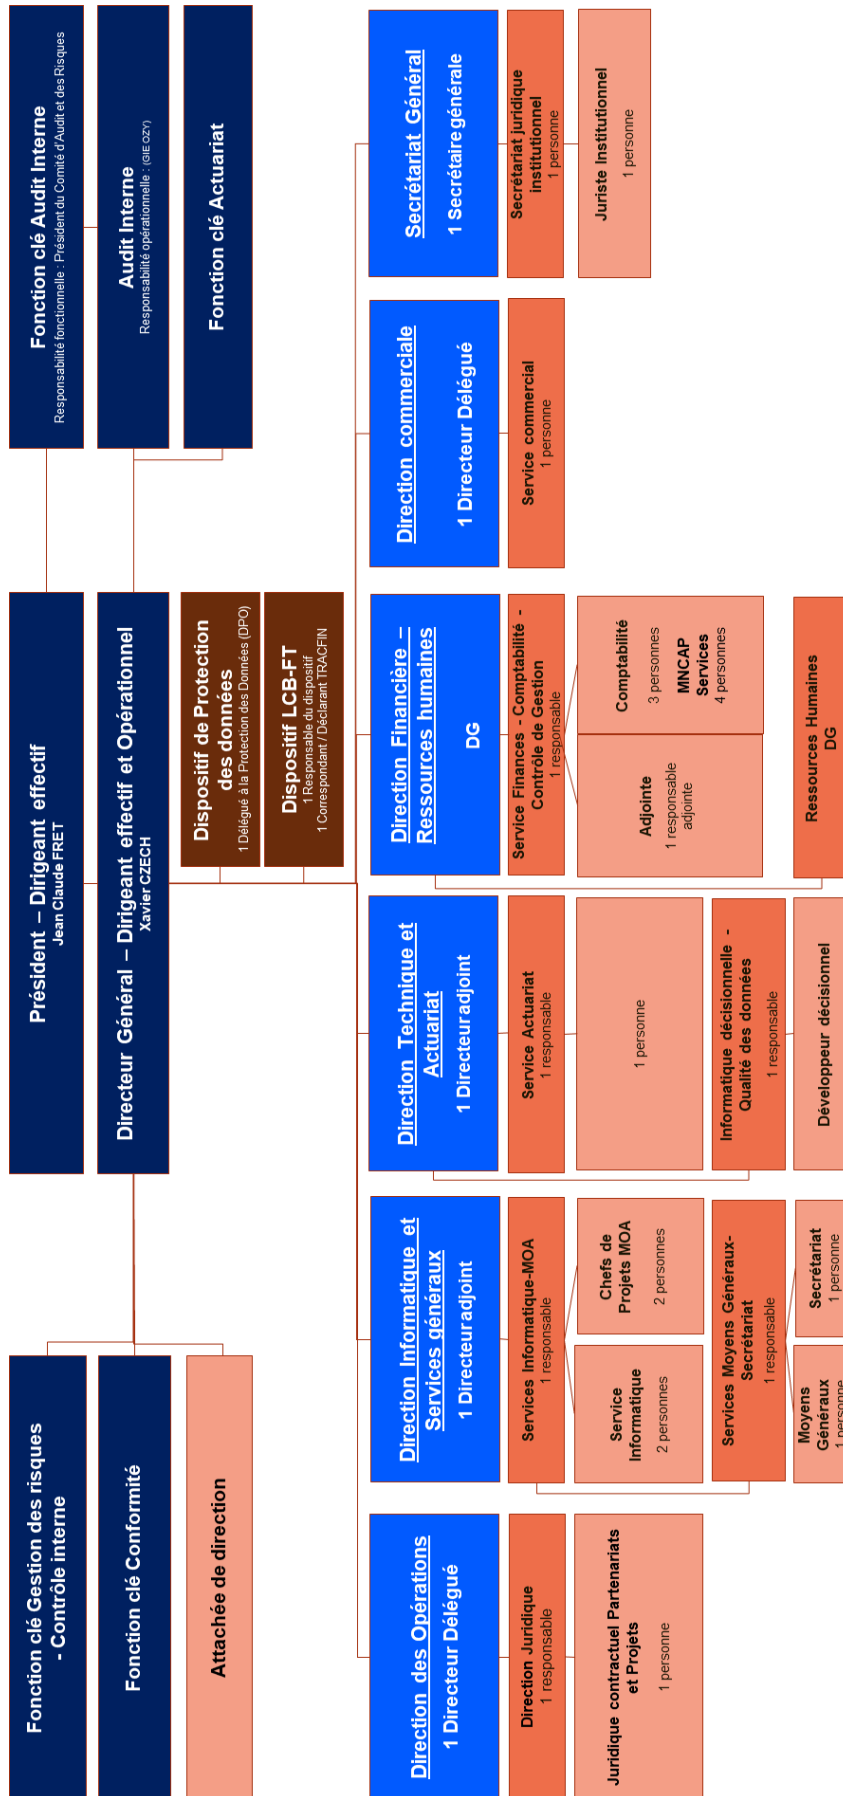 Fonction clé Gestion des risques
- Contrôle interne
Fonction clé Conformité
Attachée de direction
Président – Dirigeant effectif
Jean Claude FRET
Directeur Général – Dirigeant effectif et Opérationnel
Xavier CZECH
Dispositif de Protection
des données
1 Délégué à la Protection des Données (DPO)
Dispositif LCB-FT
1 Responsable du dispositif
1 Correspondant / Déclarant TRACFIN
Fonction clé Audit Interne
Responsabilité fonctionnelle : Président du Comité d'Audit et des Risques
Audit Interne
Responsabilité opérationnelle : (GIE OZY)
Fonction clé Actuariat
Direction des Opérations
1 Directeur Délégué
Direction Juridique
1 responsable
Juridique contractuel Partenariats
et Projets
1 personne
Direction Informatique et
Services généraux
1 Directeur adjoint
Services Informatique-MOA
1 responsable
Service
Informatique
2 personnes
Chefs de
Projets MOA
2 personnes
Services Moyens Généraux-
Secrétariat
1 responsable
Moyens
Généraux
1 personne
Secrétariat
1 personne
Direction Technique et
Actuariat
1 Directeur adjoint
Service Actuariat
1 responsable
1 personne
Informatique décisionnelle -
Qualité des données
1 responsable
Développeur décisionnel
Direction Financière –
Ressources humaines
DG
Service Finances - Comptabilité -
Contrôle de Gestion
1 responsable
Adjointe
1 responsable
adjointe
Comptabilité
3 personnes
MNCAP
Services
4 personnes
Ressources Humaines
DG
Direction commerciale
1 Directeur Délégué
Service commercial
1 personne
Secrétariat Général
1 Secrétaire générale
Secrétariat juridique
institutionnel
1 personne
Juriste Institutionnel
1 personne